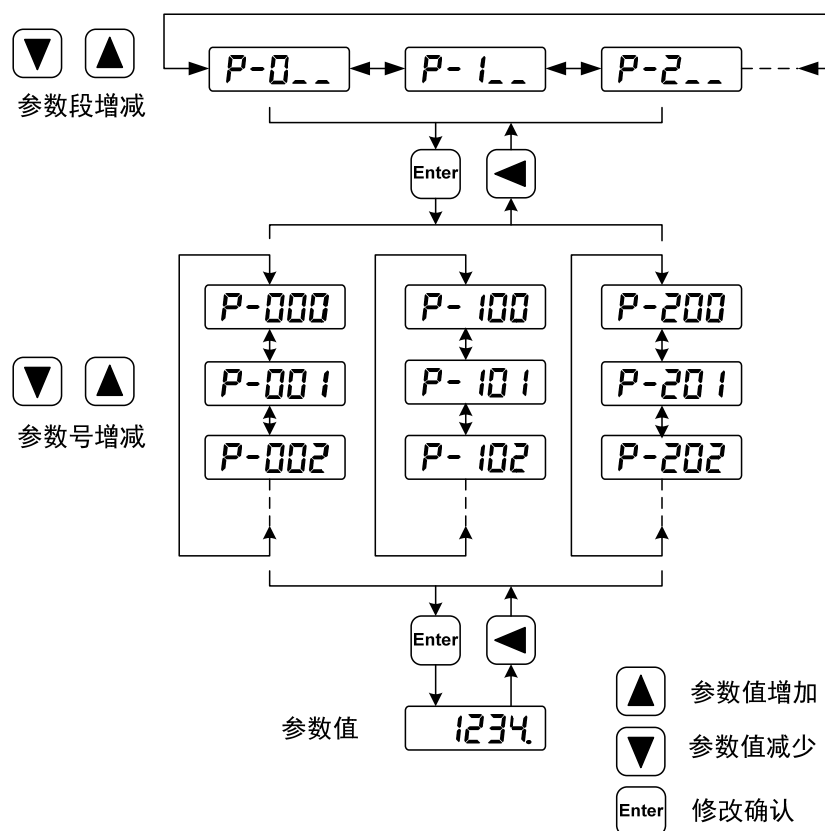 P-0_ _ P-1_ _ P-2_ _
参数段增减
Enter
P-000 P-100 P-200
P-001 P-101 P-201
参数号增减
P-002 P-102 P-202
Enter
参数值 1234.
参数值增加
参数值减少
Enter 修改确认